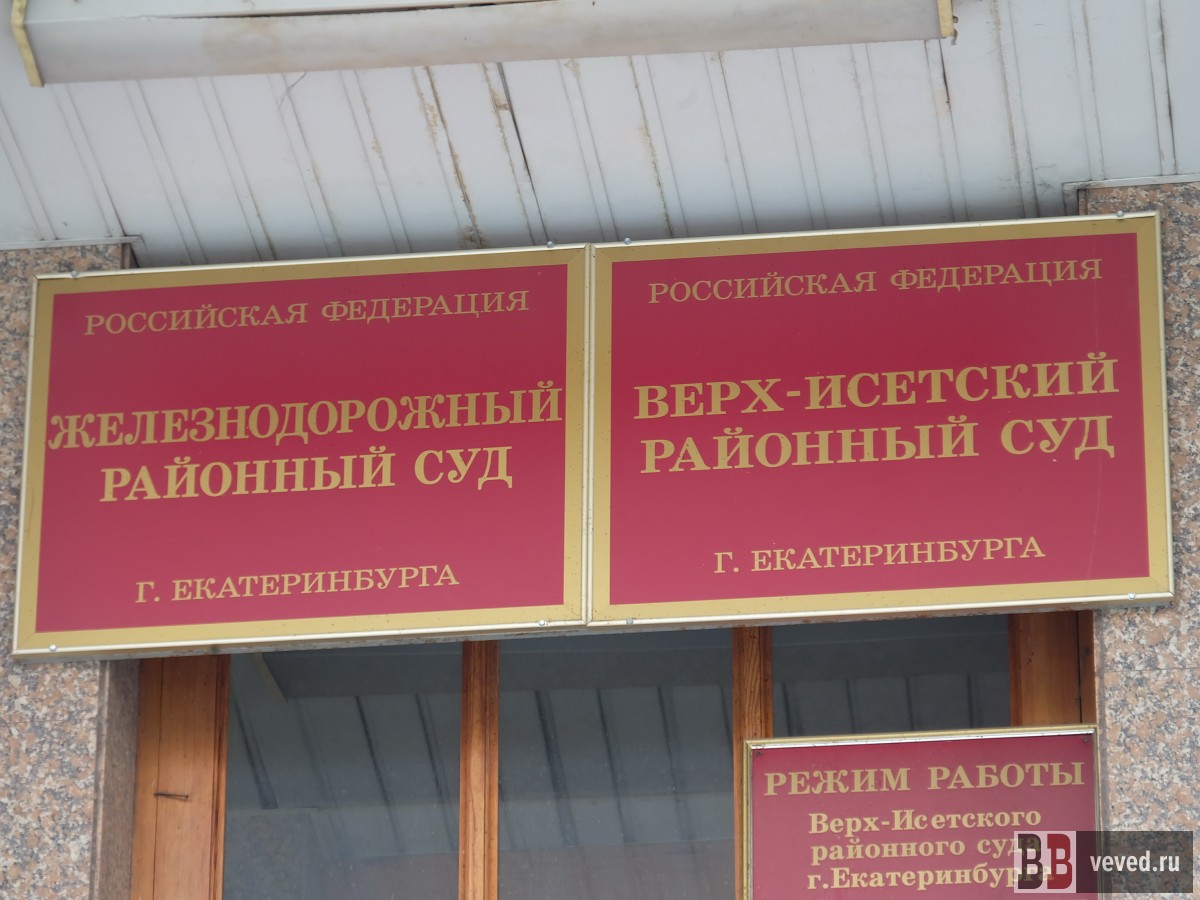 РОССИЙСКАЯ ФЕДЕРАЦИЯ
ЖЕЛЕЗНОДОРОЖНЫЙ
РАЙОННЫЙ СУД
Г. ЕКАТЕРИНБУРГА
РОССИЙСКАЯ ФЕДЕРАЦИЯ
ВЕРХ-ИСЕТСКИЙ
РАЙОННЫЙ СУД
Г. ЕКАТЕРИНБУРГА
РЕЖИМ РАБОТЫ
Верх-Исетского
районного суда
г.Екатеринбурга
BB veved.ru